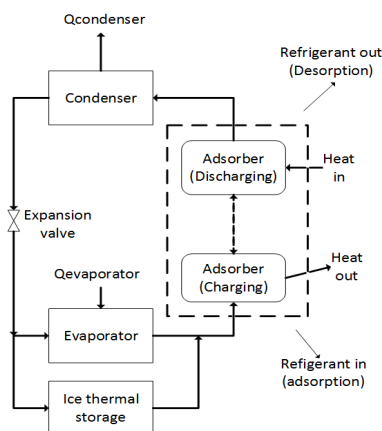 Qcondenser
Refrigerant out
(Desorption)
Condenser
Adsorber
(Discharging)
Heat
in
Expansion
valve
Qevaporator
Adsorber
(Charging)
Heat
out
Evaporator
Refigerant in
(adsorption)
Ice thermal
storage